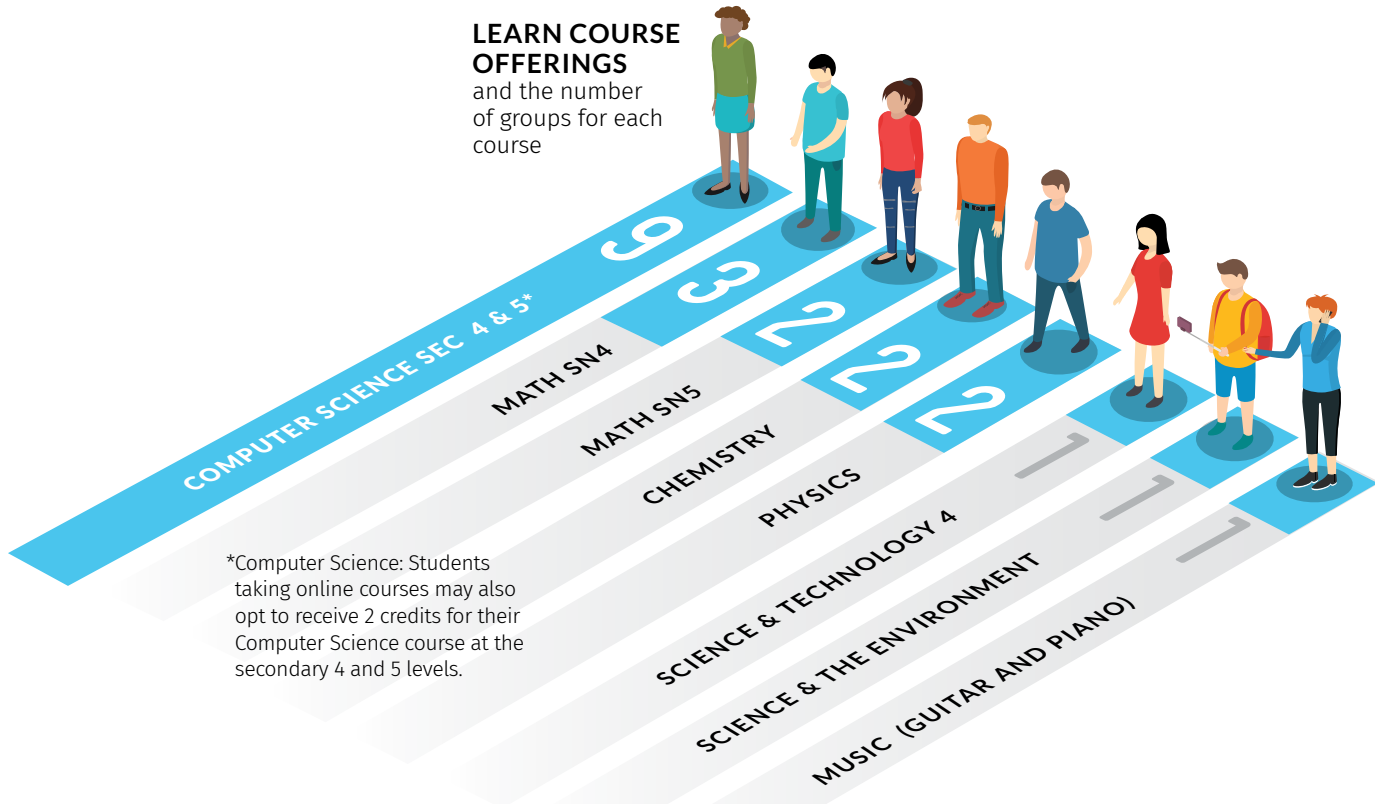 LEARN COURSE
OFFERINGS
and the number
of groups for each
course
COMPUTER SCIENCE SEC 4 & 5* 9
MATH SN4 3
MATH SN5 2
CHEMISTRY 2
PHYSICS 2
SCIENCE & TECHNOLOGY 4 1
SCIENCE & THE ENVIRONMENT 1
MUSIC (GUITAR AND PIANO) 1
*Computer Science: Students
taking online courses may also
opt to receive 2 credits for their
Computer Science course at the
secondary 4 and 5 levels.